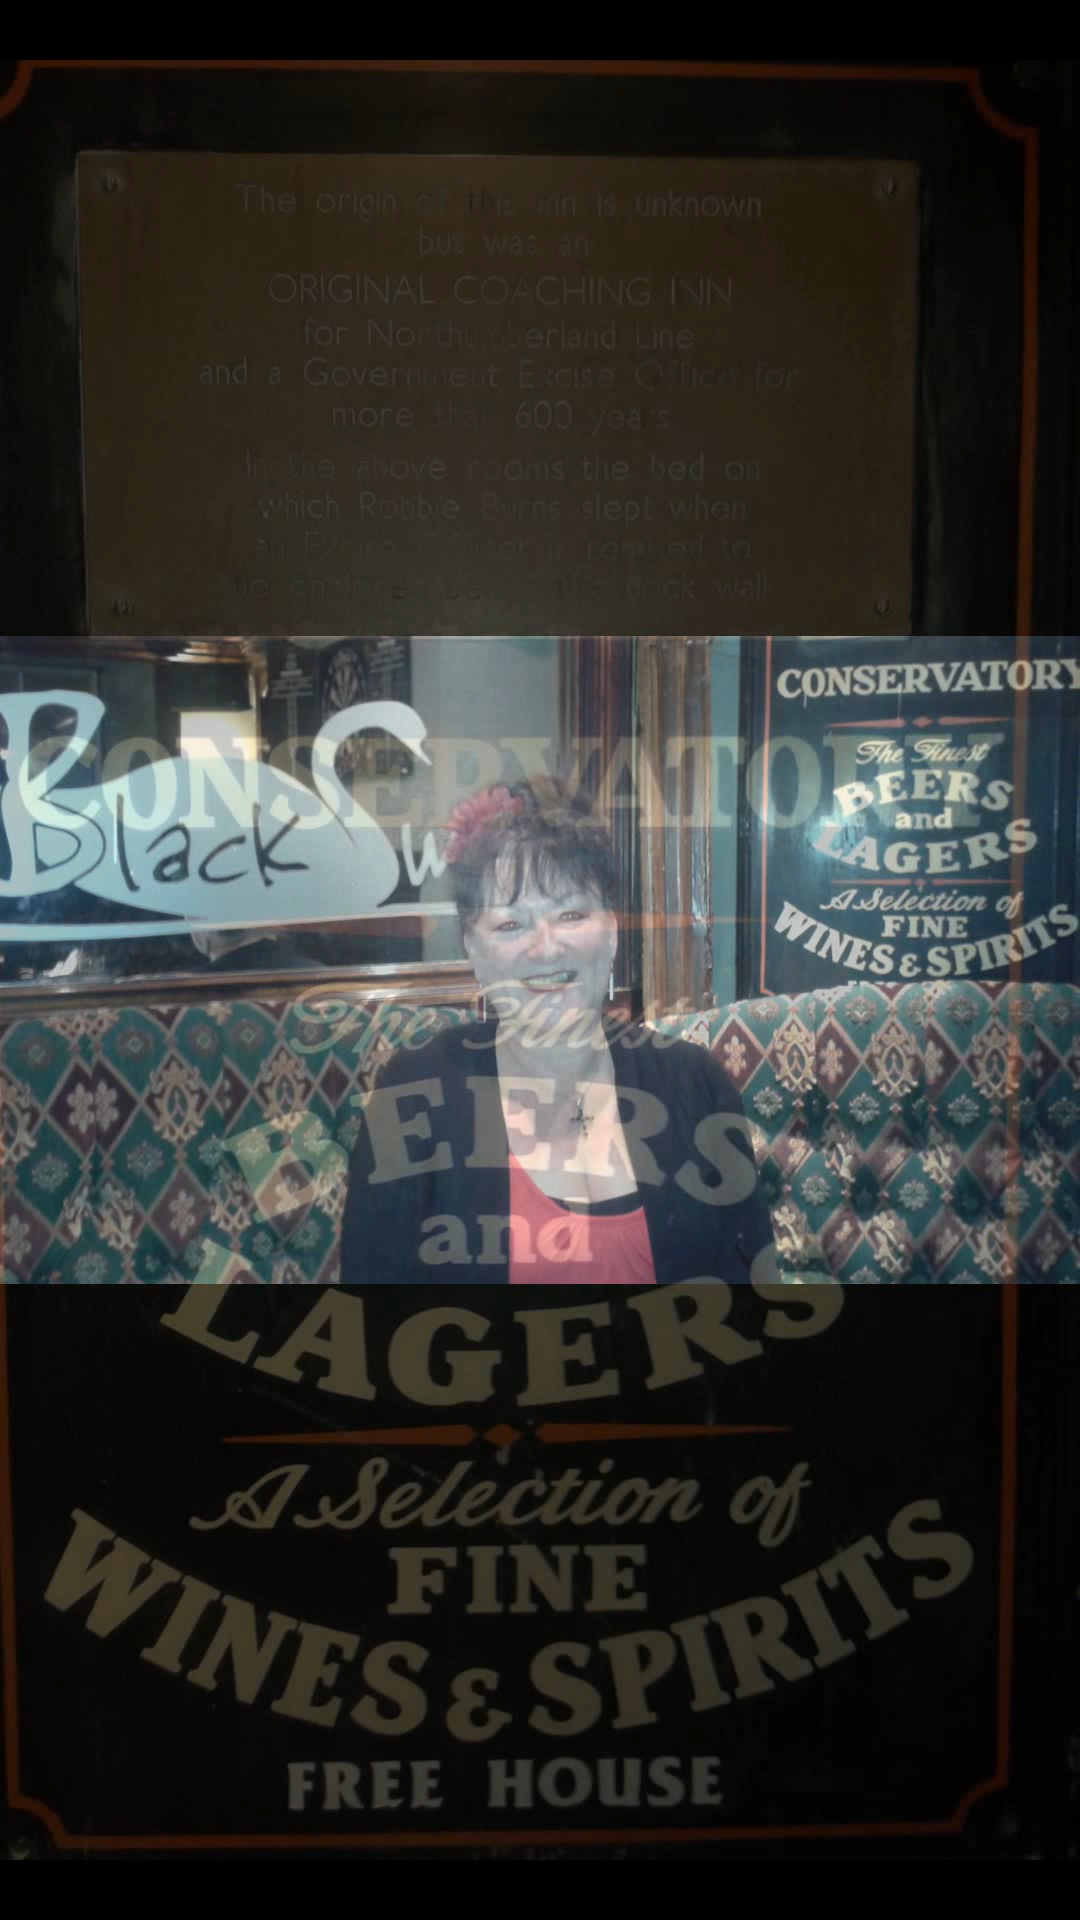 The origin of this inn is unknown
but was an
ORIGINAL COACHING INN
for Northumberland Line
and a Government Excise Office for
more than 600 years
In the above rooms the bed on
which Robbie Burns slept when
an Excise Officer is reputed to
be enclosed behind the brick wall
CONSERVATORY
The Finest
BEERS
and
LAGERS
A Selection of
FINE
WINES & SPIRITS
Black Sw
CONSERVATORY
The Finest
BEERS
and
LAGERS
A Selection of
FINE
WINES & SPIRITS
FREE HOUSE